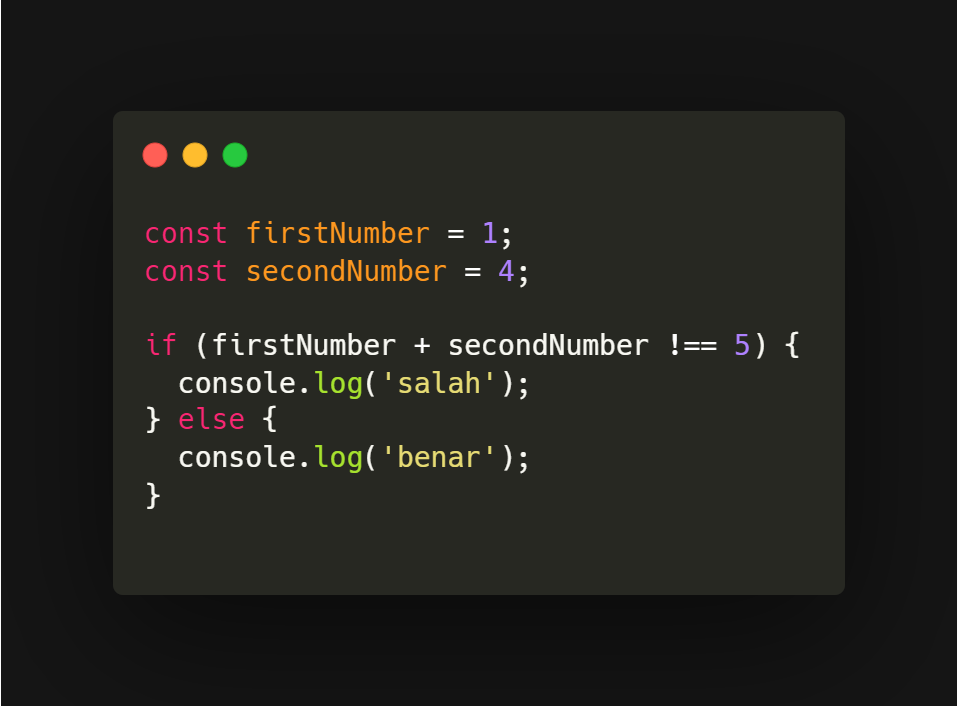 const firstNumber = 1;
const secondNumber = 4;

if (firstNumber + secondNumber !== 5) {
  console.log('salah');
} else {
  console.log('benar');
}